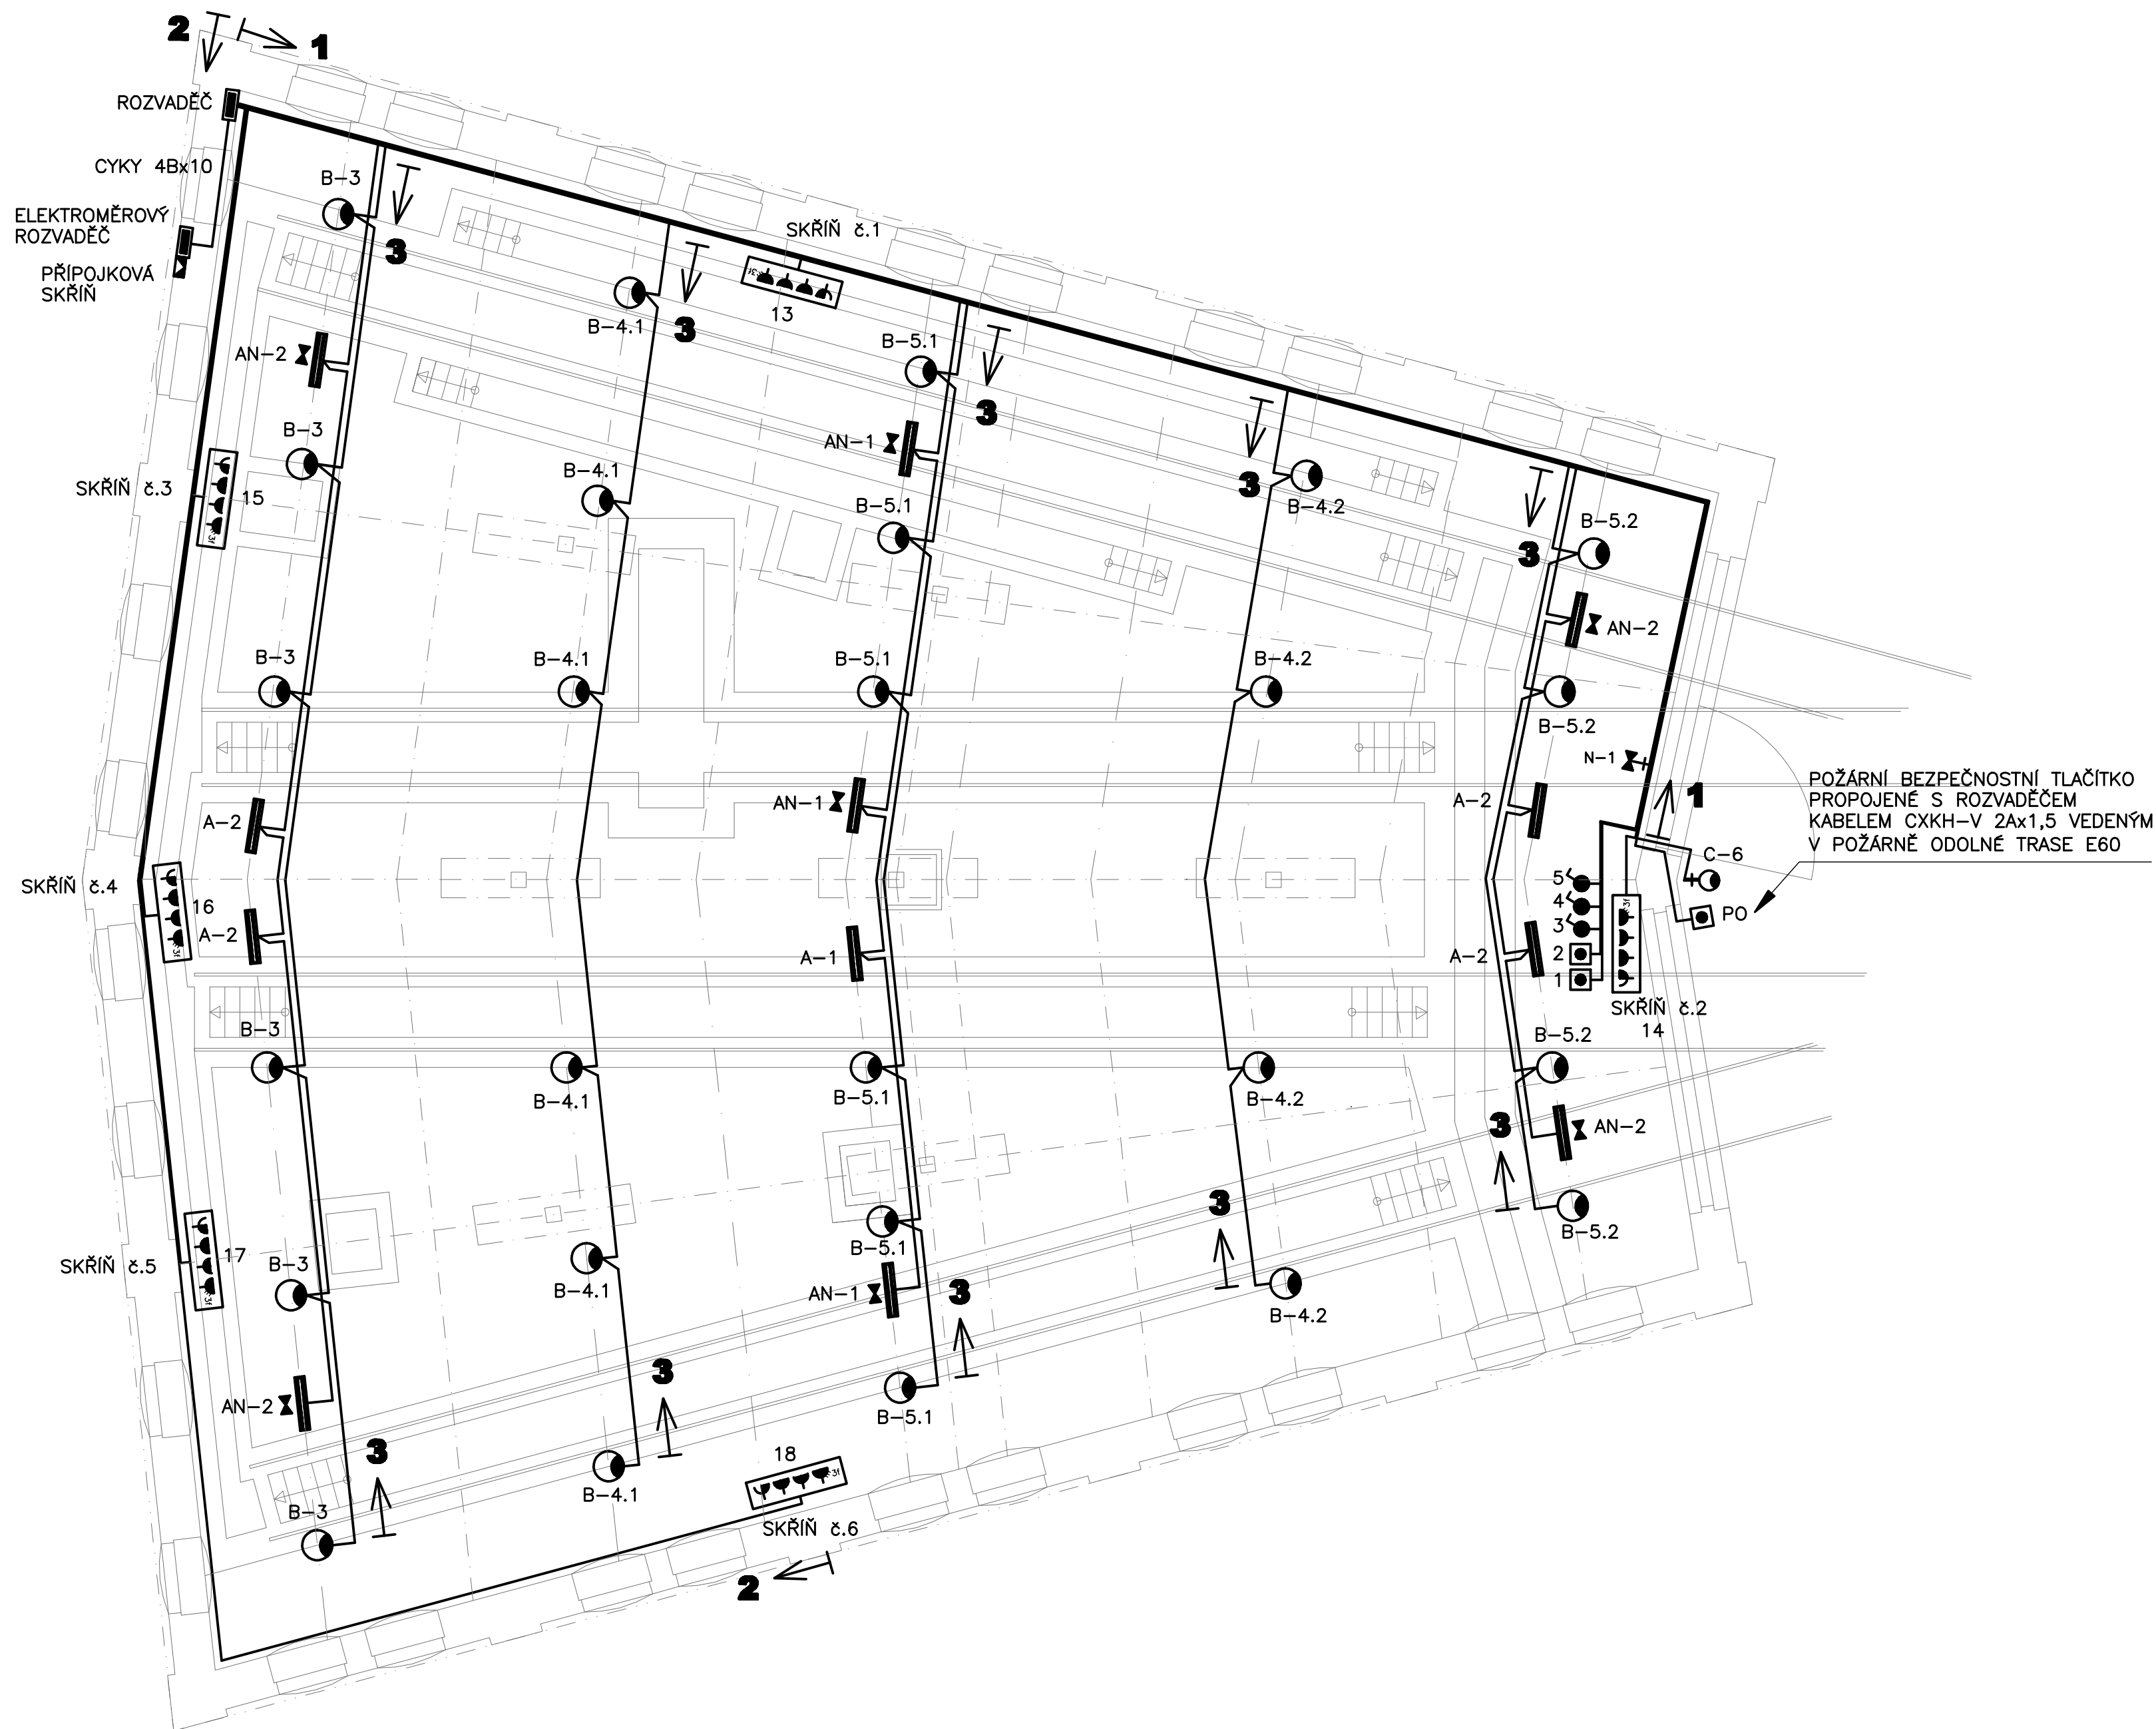 2
1
ROZVADĚČ
CYKY 4Bx10
B-3
ELEKTROMĚROVÝ
ROZVADĚČ
SKŘÍŇ č.1
3
PŘÍPOJKOVÁ
SKŘÍŇ
3f
13
B-4.1
3
AN-2
B-5.1
3
B-3
AN-1
B-4.1
SKŘÍŇ č.3
15
3f
B-5.1
3
B-4.2
B-5.2
3
AN-2
B-3
B-4.1
B-5.1
B-4.2
B-5.2
N-1
POŽÁRNÍ BEZPEČNOSTNÍ TLAČÍTKO
PROPOJENÉ S ROZVADĚČEM
KABELEM CXKH-V 2Ax1,5 VEDENÝM
V POŽÁRNĚ ODOLNÉ TRASE E60
1
A-2
AN-1
A-2
C-6
SKŘÍŇ č.4
16
3f
5
4
3
2
1
3f
PO
A-2
A-1
A-2
SKŘÍŇ č.2
14
B-3
B-4.1
B-5.1
B-4.2
B-5.2
3
AN-2
3
B-5.2
SKŘÍŇ č.5
17
3f
B-3
B-4.1
B-5.1
AN-1
3
B-4.2
AN-2
3
B-5.1
3
18
3f
B-4.1
B-3
SKŘÍŇ č.6
2